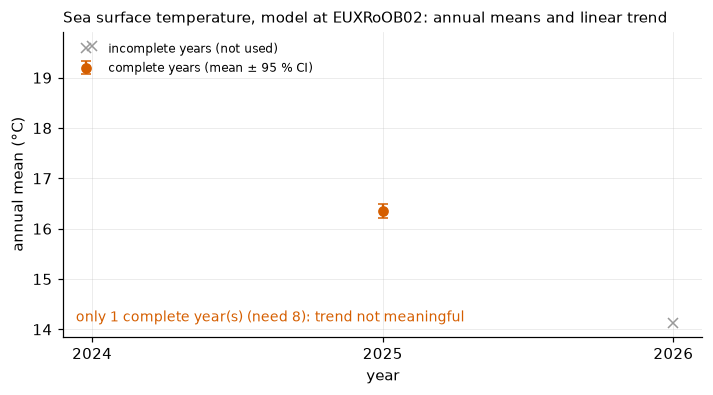 Sea surface temperature, model at EUXRoOB02: annual means and linear trend
incomplete years (not used)
complete years (mean ± 95 % CI)
annual mean (°C)
19
18
17
16
15
14
only 1 complete year(s) (need 8): trend not meaningful
2024 2025 2026
year